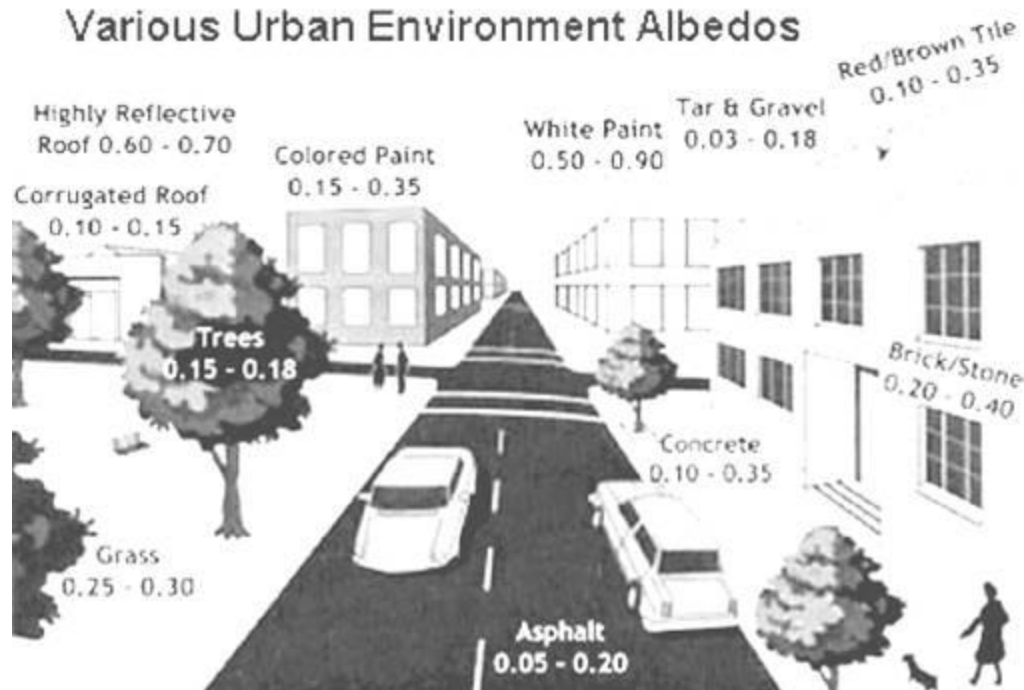 Various Urban Environment Albedos
Highly Reflective
Roof 0.60 - 0.70
Corrugated Roof
0.10 - 0.15
Colored Paint
0.15 - 0.35
White Paint
0.50 - 0.90
Tar & Gravel
0.03 - 0.18
Red/Brown Tile
0.10 - 0.35
Trees
0.15 - 0.18
Brick/Stone
0.20 - 0.40
Concrete
0.10 - 0.35
Grass
0.25 - 0.30
Asphalt
0.05 - 0.20